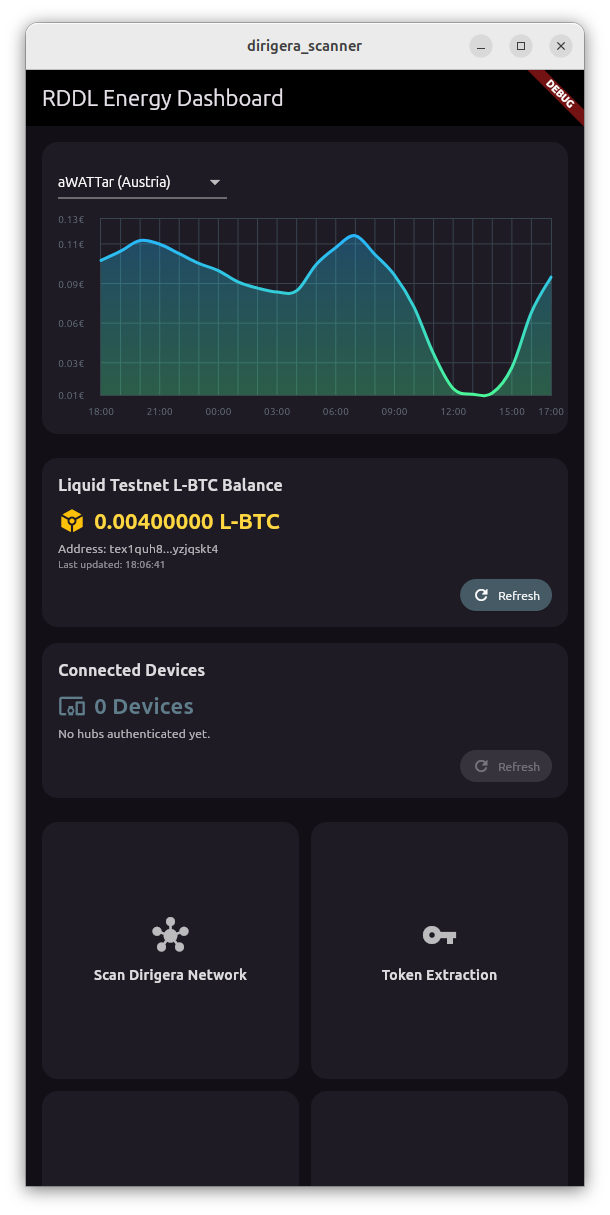 dirigera_scanner
RDDL Energy Dashboard
DEBUG
aWATTar (Austria)
0.13€
0.11€
0.09€
0.06€
0.03€
0.01€
18:00 21:00 00:00 03:00 06:00 09:00 12:00 15:00 17:00
Liquid Testnet L-BTC Balance
0.00400000 L-BTC
Address: tex1quh8...yzjqskt4
Last updated: 18:06:41
Refresh
Connected Devices
0 Devices
No hubs authenticated yet.
Refresh
Scan Dirigera Network
Token Extraction